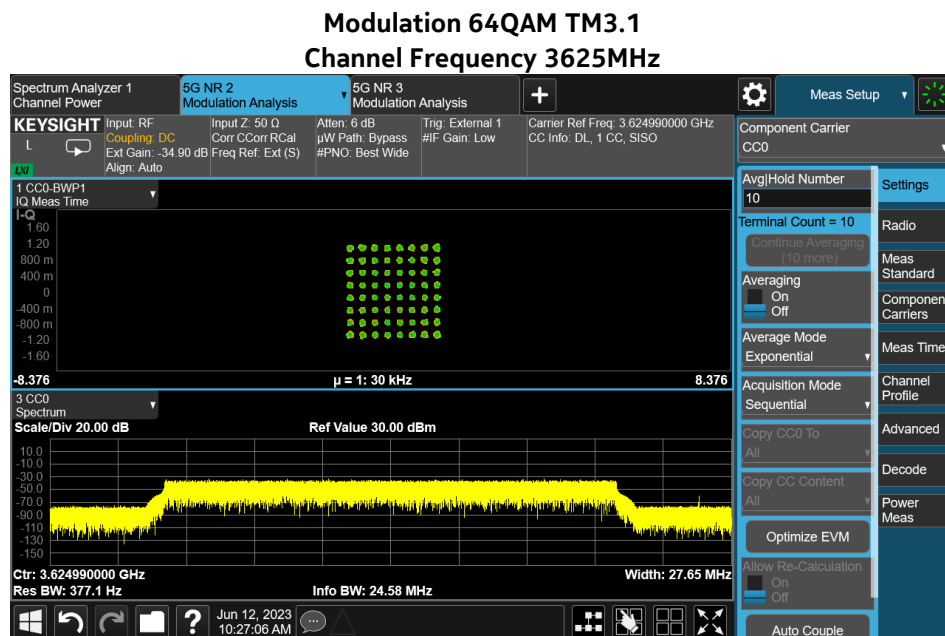 Modulation 64QAM TM3.1
Channel Frequency 3625MHz
Spectrum Analyzer 1
Channel Power
5G NR 2
Modulation Analysis
5G NR 3
Modulation Analysis
Meas Setup
KEYSIGHT
L
LXI
Input: RF
Coupling: DC
Ext Gain: -34.90 dB
Align: Auto
Input Z: 50 Ω
Corr CCorr RCal
Freq Ref: Ext (S)
Atten: 6 dB
µW Path: Bypass
#PNO: Best Wide
Trig: External 1
#IF Gain: Low
Carrier Ref Freq: 3.624990000 GHz
CC Info: DL, 1 CC, SISO
Component Carrier
CC0
1 CC0-BWP1
IQ Meas Time
I-Q
1.60
1.20
800 m
400 m
0
-400 m
-800 m
-1.20
-1.60
-8.376
µ = 1: 30 kHz
8.376
3 CC0
Spectrum
Scale/Div 20.00 dB
Ref Value 30.00 dBm
10.0
-10.0
-30.0
-50.0
-70.0
-90.0
-110
-130
-150
Ctr: 3.624990000 GHz
Width: 27.65 MHz
Res BW: 377.1 Hz
Info BW: 24.58 MHz
Jun 12, 2023
10:27:06 AM
Avg|Hold Number
10
Terminal Count = 10
Continue Averaging
(10 more)
Averaging
On
Off
Average Mode
Exponential
Acquisition Mode
Sequential
Copy CC0 To
All
Copy CC Content
All
Optimize EVM
Allow Re-Calculation
On
Off
Auto Couple
Settings
Radio
Meas
Standard
Componen
Carriers
Meas Time
Channel
Profile
Advanced
Decode
Power
Meas